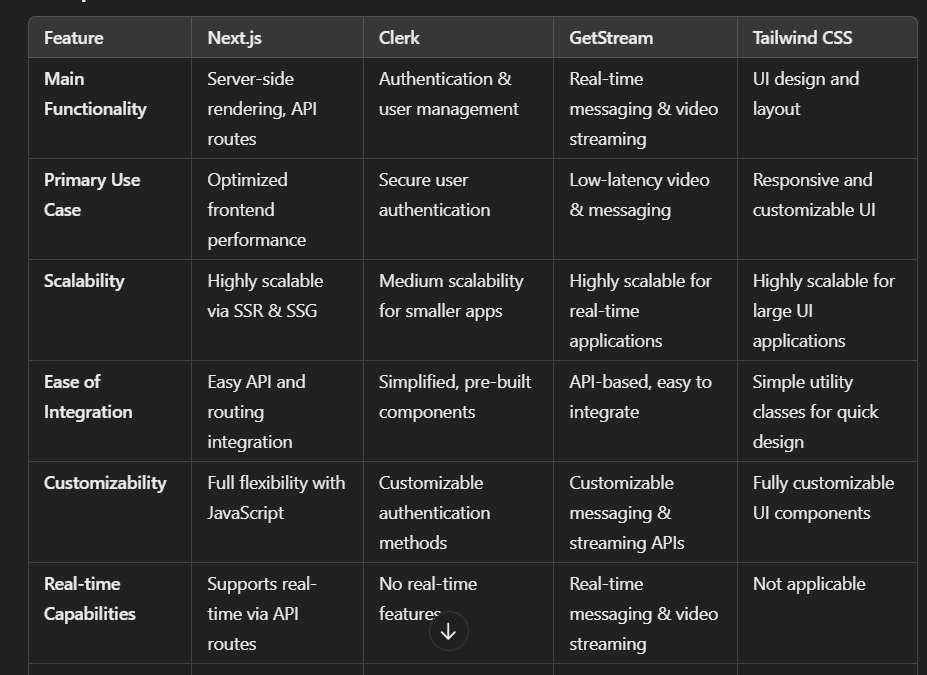 Feature Next.js Clerk GetStream Tailwind CSS
Main Server-side Authentication & Real-time UI design and
Functionality rendering, API user management messaging & video layout
routes streaming
Primary Use Optimized Secure user Low-latency video Responsive and
Case frontend authentication & messaging customizable UI
performance
Scalability Highly scalable Medium scalability Highly scalable for Highly scalable for
via SSR & SSG for smaller apps real-time large UI
applications applications
Ease of Easy API and Simplified, pre-built API-based, easy to Simple utility
Integration routing components integrate classes for quick
integration design
Customizability Full flexibility with Customizable Customizable Fully customizable
JavaScript authentication messaging & UI components
methods streaming APIs
Real-time Supports real- No real-time Real-time Not applicable
Capabilities time via API features messaging & video
routes streaming